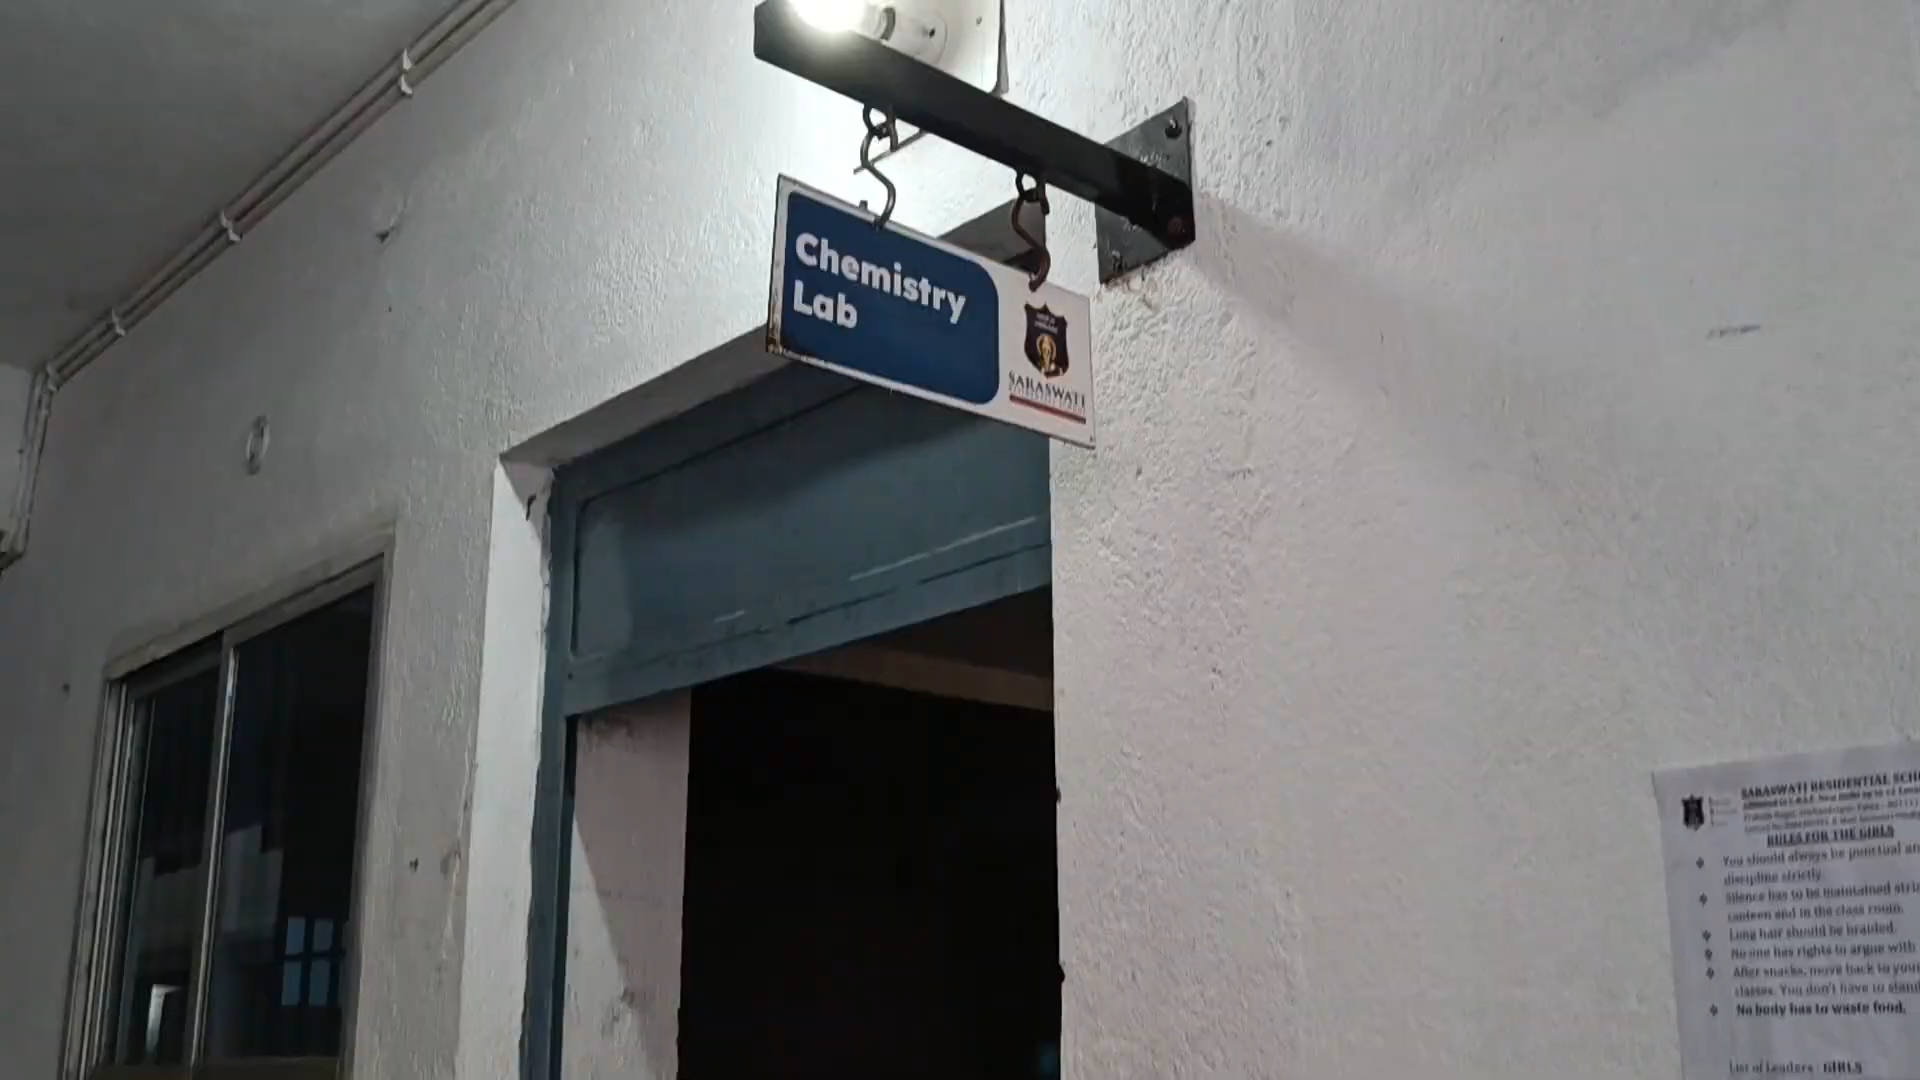 Chemistry
Lab
SARASWATI
SARASWATI RESIDENTIAL SCH
RULES FOR THE GIRLS
You should always be punctual an
discipline strictly.
Silence has to be maintained stri
canteen and in the class room.
Long hair should be braided.
No one has rights to argue with
After snacks, move back to you
classes. You don't have to stand
No body has to waste food.
List of Leaders - GIRLS